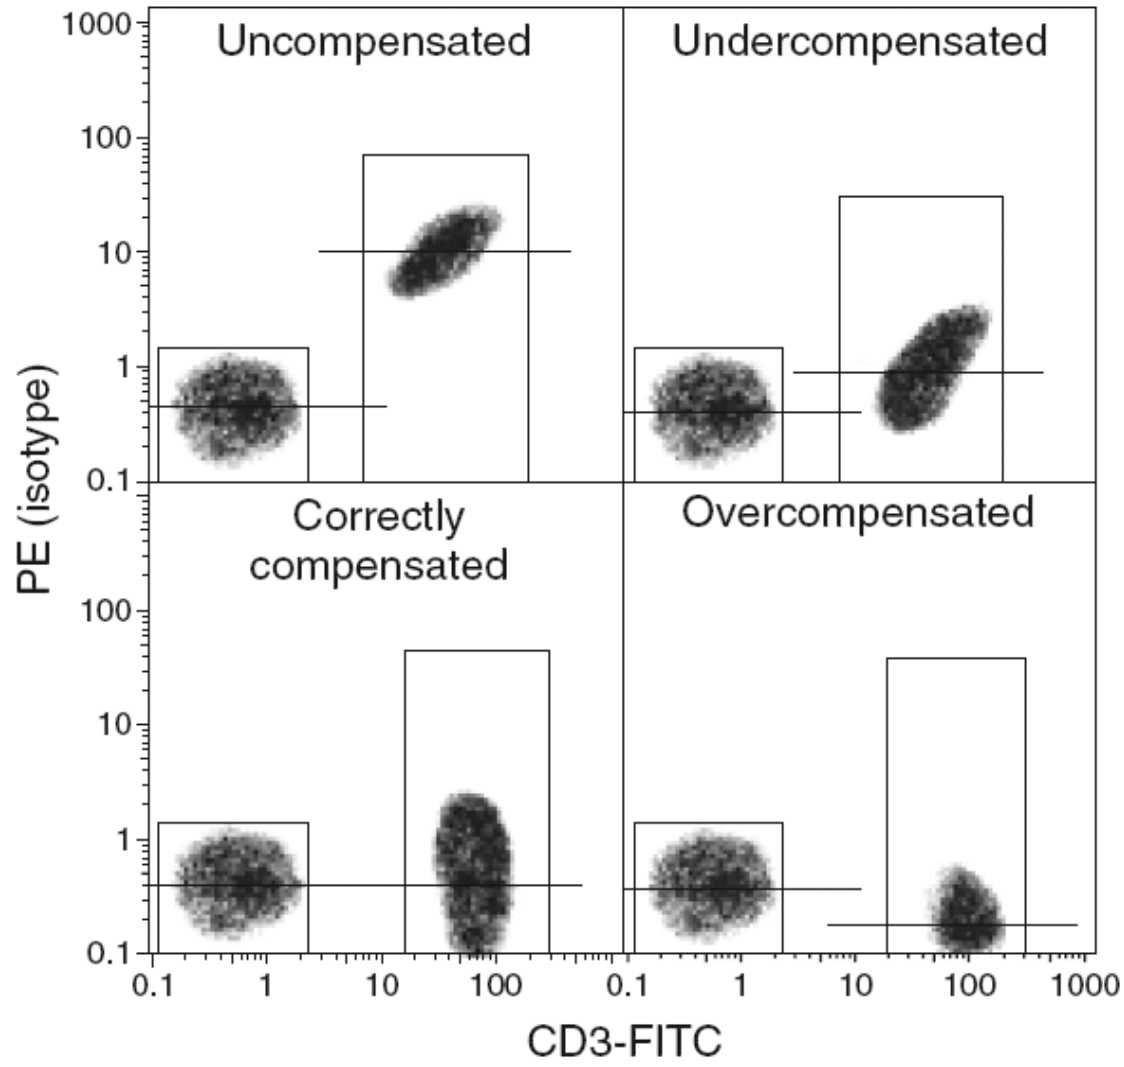 1000
Uncompensated
Undercompensated
100
10
1
0.1
PE (isotype)
Correctly
compensated
Overcompensated
100
10
1
0.1
0.1 1 10 100 0.1 1 10 100 1000
CD3-FITC